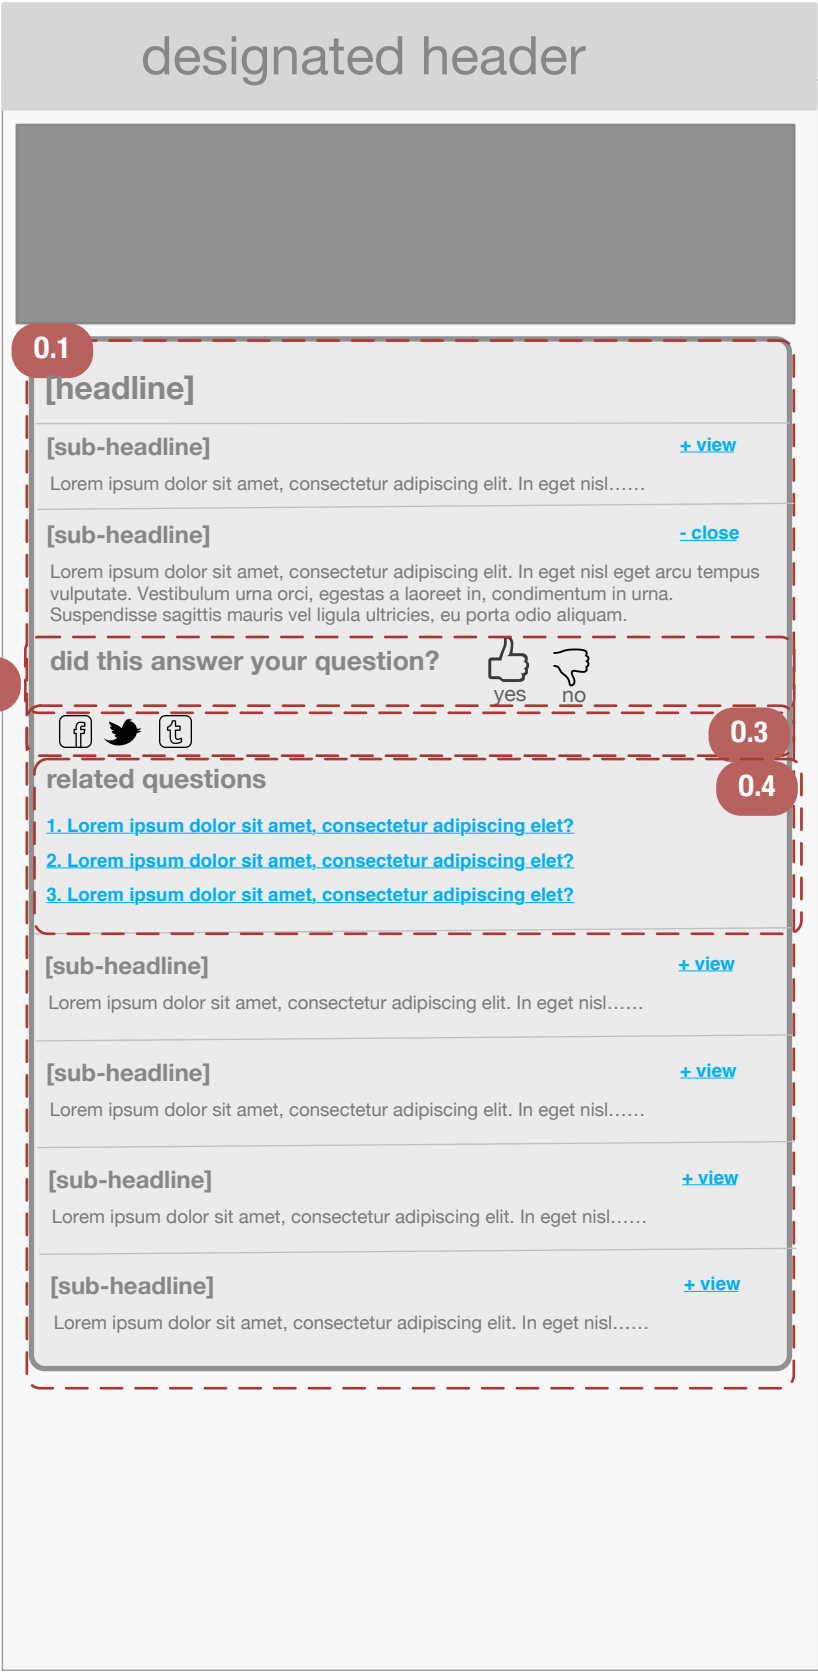 designated header
0.1
[headline]
[sub-headline]
+ view
Lorem ipsum dolor sit amet, consectetur adipiscing elit. In eget nisl……
[sub-headline]
- close
Lorem ipsum dolor sit amet, consectetur adipiscing elit. In eget nisl eget arcu tempus
vulputate. Vestibulum urna orci, egestas a laoreet in, condimentum in urna.
Suspendisse sagittis mauris vel ligula ultricies, eu porta odio aliquam.
did this answer your question?
yes
no
0.3
related questions
0.4
1. Lorem ipsum dolor sit amet, consectetur adipiscing elet?
2. Lorem ipsum dolor sit amet, consectetur adipiscing elet?
3. Lorem ipsum dolor sit amet, consectetur adipiscing elet?
[sub-headline]
+ view
Lorem ipsum dolor sit amet, consectetur adipiscing elit. In eget nisl……
[sub-headline]
+ view
Lorem ipsum dolor sit amet, consectetur adipiscing elit. In eget nisl……
[sub-headline]
+ view
Lorem ipsum dolor sit amet, consectetur adipiscing elit. In eget nisl……
[sub-headline]
+ view
Lorem ipsum dolor sit amet, consectetur adipiscing elit. In eget nisl……